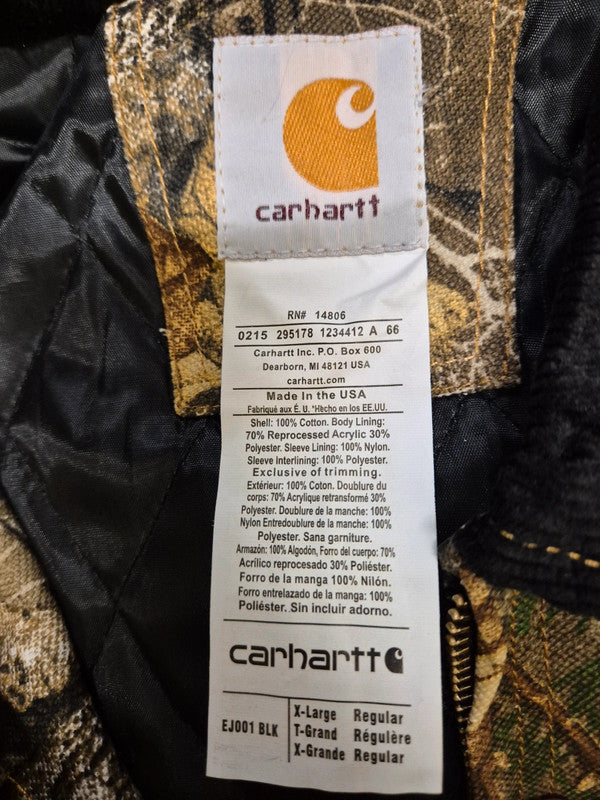 carhartt
RN# 14806
0215 295178 1234412 A 66
Carhartt Inc. P.O. Box 600
Dearborn, MI 48121 USA
carhartt.com
Made in the USA
Fabriqué aux É. U. *Hecho en los EE.UU.
Shell: 100% Cotton. Body Lining:
70% Reprocessed Acrylic 30%
Polyester. Sleeve Lining: 100% Nylon.
Sleeve Interlining: 100% Polyester.
Exclusive of trimming.
Extérieur: 100% Coton. Doublure du
corps: 70% Acrylique retransformé 30%
Polyester. Doublure de la manche: 100%
Nylon Entredoublure de la manche: 100%
Polyester, Sana garniture.
Armazón: 100% Algodón, Forro del cuerpo: 70%
Acrílico reprocesado 30% Poliéster.
Forro de la manga 100% Nilón.
Forro entrelazado de la manga: 100%
Poliéster..Sin incluir adorno.
carhartt
EJ001 BLK
X-Large Regular
T-Grand Régulère
X-Grande Regular